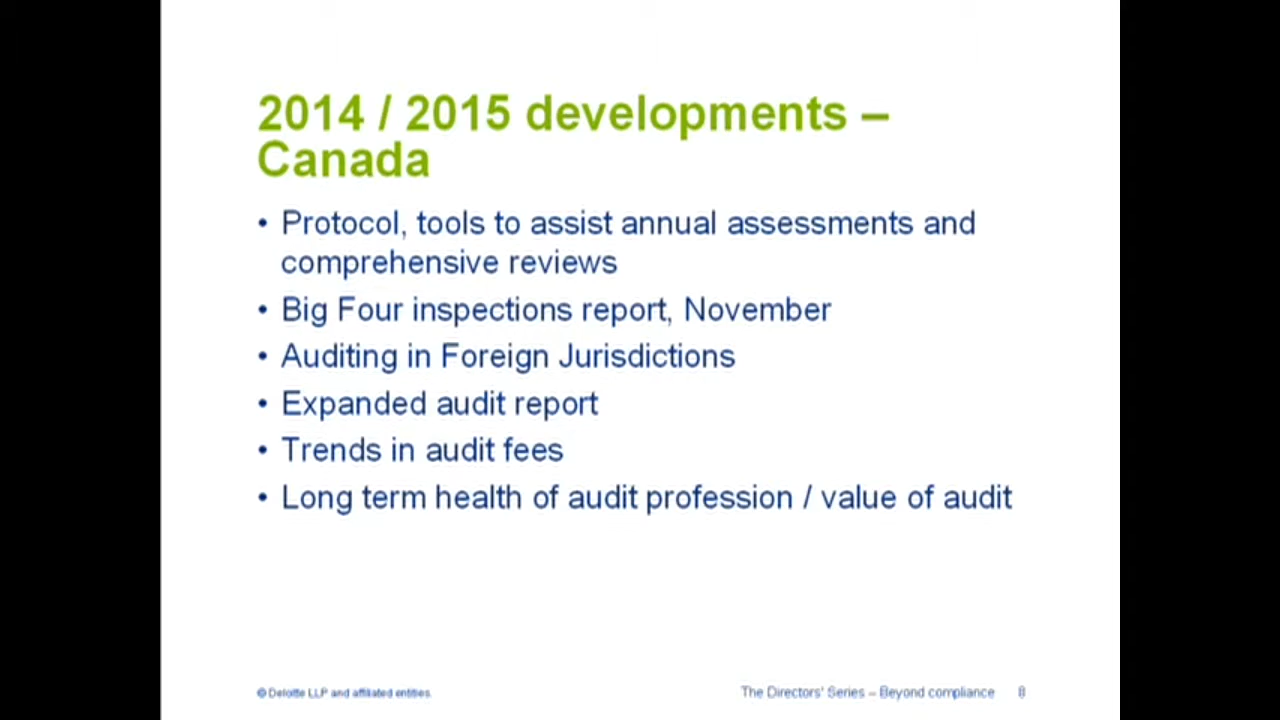 2014 / 2015 developments –
Canada
• Protocol, tools to assist annual assessments and
comprehensive reviews
• Big Four inspections report, November
• Auditing in Foreign Jurisdictions
• Expanded audit report
• Trends in audit fees
• Long term health of audit profession / value of audit
© Deloitte LLP and affiliated entities.
The Directors' Series – Beyond compliance 8